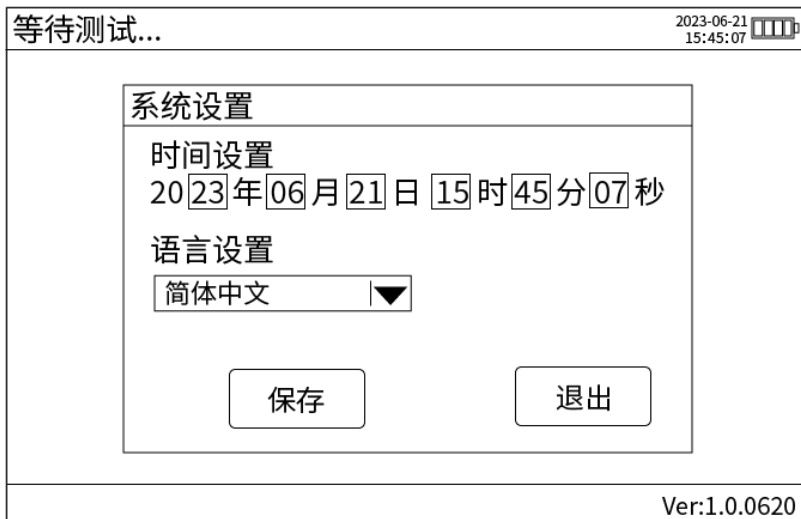 等待测试...
2023-06-21
15:45:07
系统设置
时间设置
2023年06月21日 15时45分07秒
语言设置
简体中文
保存
退出
Ver:1.0.0620